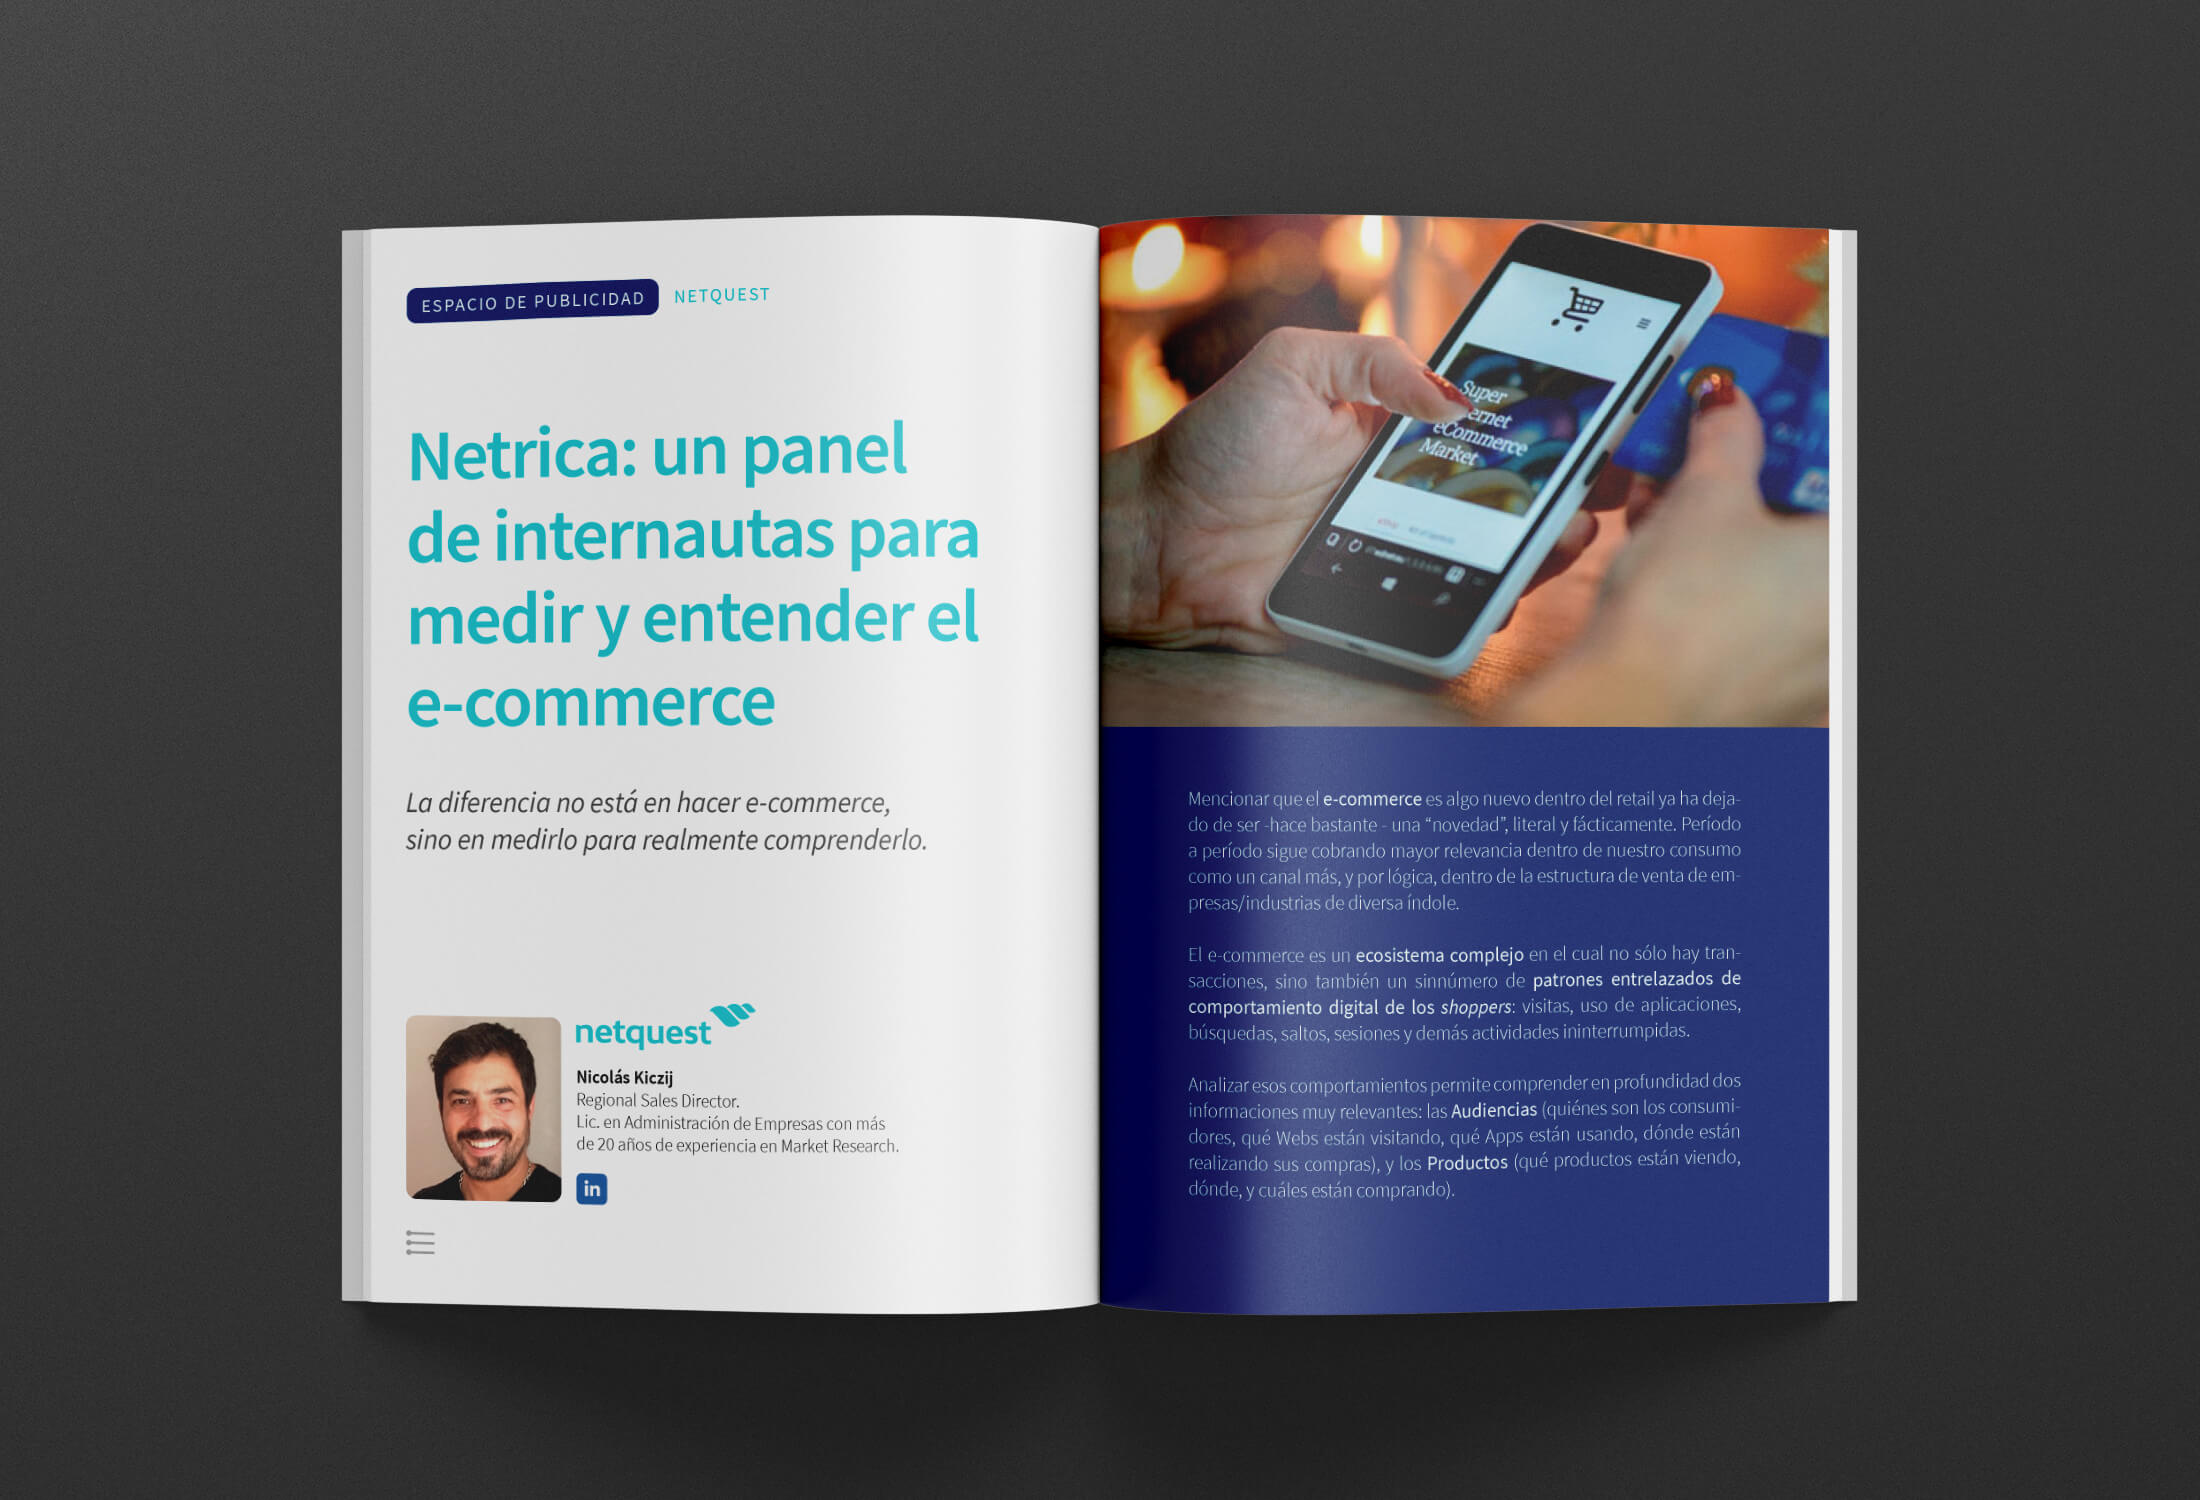 ESPACIO DE PUBLICIDAD NETQUEST
Netrica: un panel
de internautas para
medir y entender el
e-commerce
La diferencia no está en hacer e-commerce,
sino en medirlo para realmente comprenderlo.
netquest
Nicolás Kiczij
Regional Sales Director.
Lic. en Administración de Empresas con más
de 20 años de experiencia en Market Research.
in
Super
ernet
eCommerce
Market
Mencionar que el e-commerce es algo nuevo dentro del retail ya ha deja-
do de ser -hace bastante - una “novedad”, literal y fácticamente. Período
a período sigue cobrando mayor relevancia dentro de nuestro consumo
como un canal más, y por lógica, dentro de la estructura de venta de em-
presas/industrias de diversa índole.
El e-commerce es un ecosistema complejo en el cual no sólo hay tran-
sacciones, sino también un sinnúmero de patrones entrelazados de
comportamiento digital de los shoppers: visitas, uso de aplicaciones,
búsquedas, saltos, sesiones y demás actividades ininterrumpidas.
Analizar esos comportamientos permite comprender en profundidad dos
informaciones muy relevantes: las Audiencias (quiénes son los consumi-
dores, qué Webs están visitando, qué Apps están usando, dónde están
realizando sus compras), y los Productos (qué productos están viendo,
dónde, y cuáles están comprando).